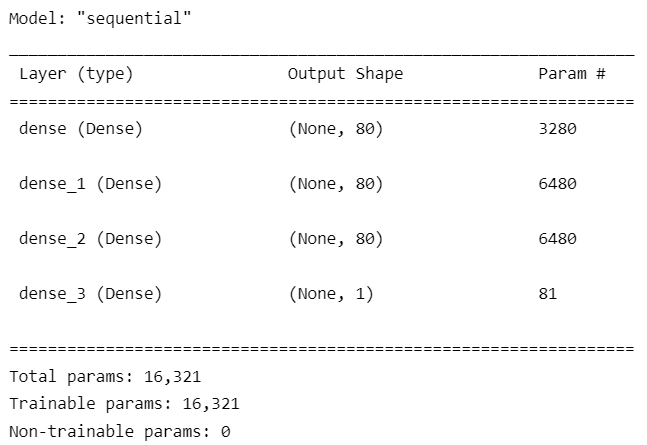 Model: "sequential"
_________________________________________________________________
Layer (type) Output Shape Param #
=================================================================
dense (Dense) (None, 80) 3280
dense_1 (Dense) (None, 80) 6480
dense_2 (Dense) (None, 80) 6480
dense_3 (Dense) (None, 1) 81
=================================================================
Total params: 16,321
Trainable params: 16,321
Non-trainable params: 0